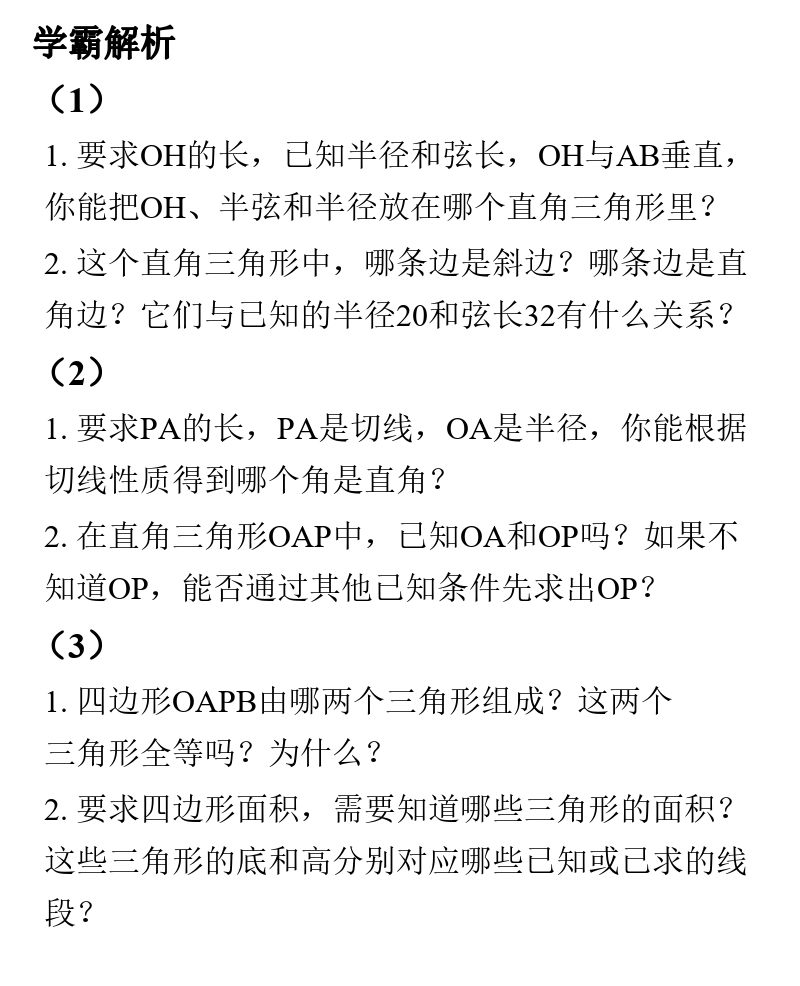 学霸解析
（1）
1. 要求OH的长，已知半径和弦长，OH与AB垂直，
你能把OH、半弦和半径放在哪个直角三角形里？
2. 这个直角三角形中，哪条边是斜边？哪条边是直
角边？它们与已知的半径20和弦长32有什么关系？
（2）
1. 要求PA的长，PA是切线，OA是半径，你能根据
切线性质得到哪个角是直角？
2. 在直角三角形OAP中，已知OA和OP吗？如果不
知道OP，能否通过其他已知条件先求出OP？
（3）
1. 四边形OAPB由哪两个三角形组成？这两个
三角形全等吗？为什么？
2. 要求四边形面积，需要知道哪些三角形的面积？
这些三角形的底和高分别对应哪些已知或已求的线
段？